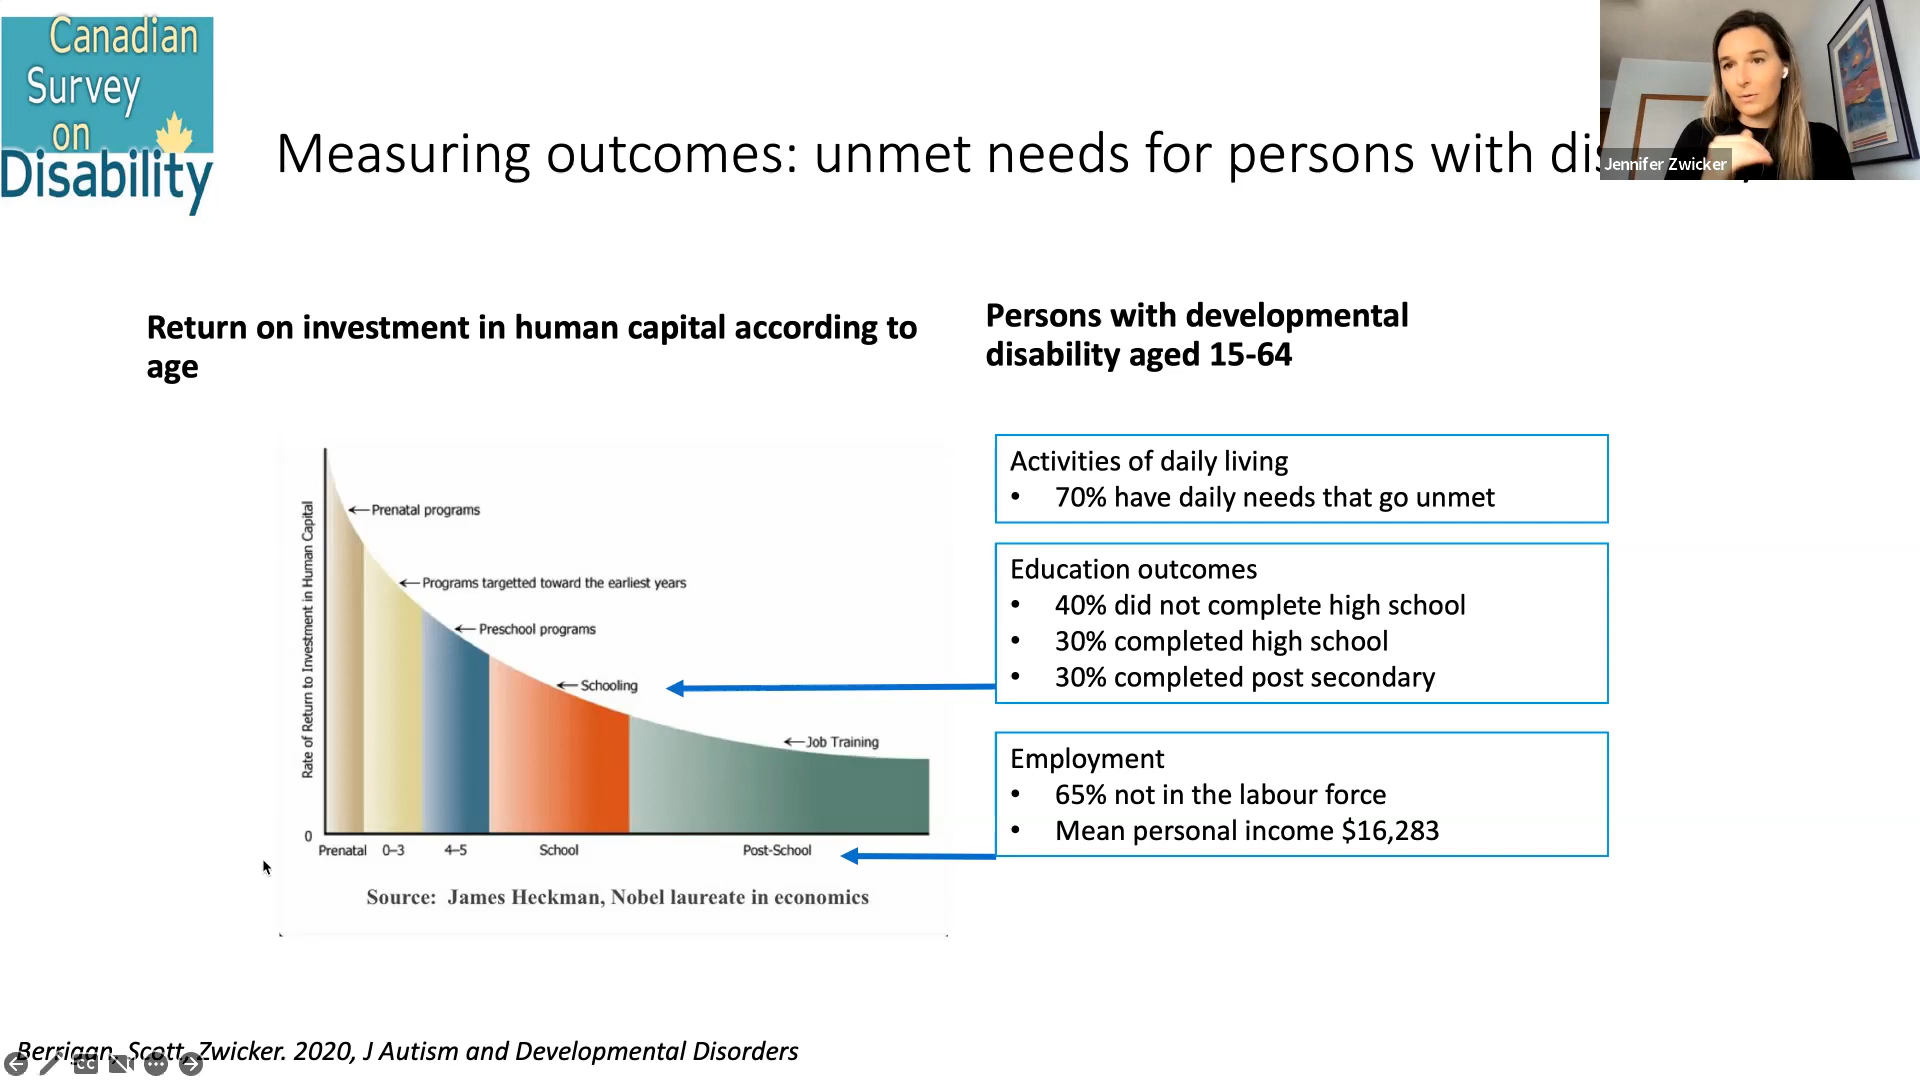 Canadian
Survey
on
Disability
Measuring outcomes: unmet needs for persons with
Jennifer Zwicker
Return on investment in human capital according to
age
Persons with developmental
disability aged 15-64
Rate of Return to Investment in Human Capital
Prenatal programs
Programs targetted toward the earliest years
Preschool programs
Schooling
Job Training
0
Prenatal 0–3 4–5 School Post-School
Source: James Heckman, Nobel laureate in economics
Activities of daily living
• 70% have daily needs that go unmet
Education outcomes
• 40% did not complete high school
• 30% completed high school
• 30% completed post secondary
Employment
• 65% not in the labour force
• Mean personal income $16,283
Berrigan, Scott, Zwicker. 2020, J Autism and Developmental Disorders
CC